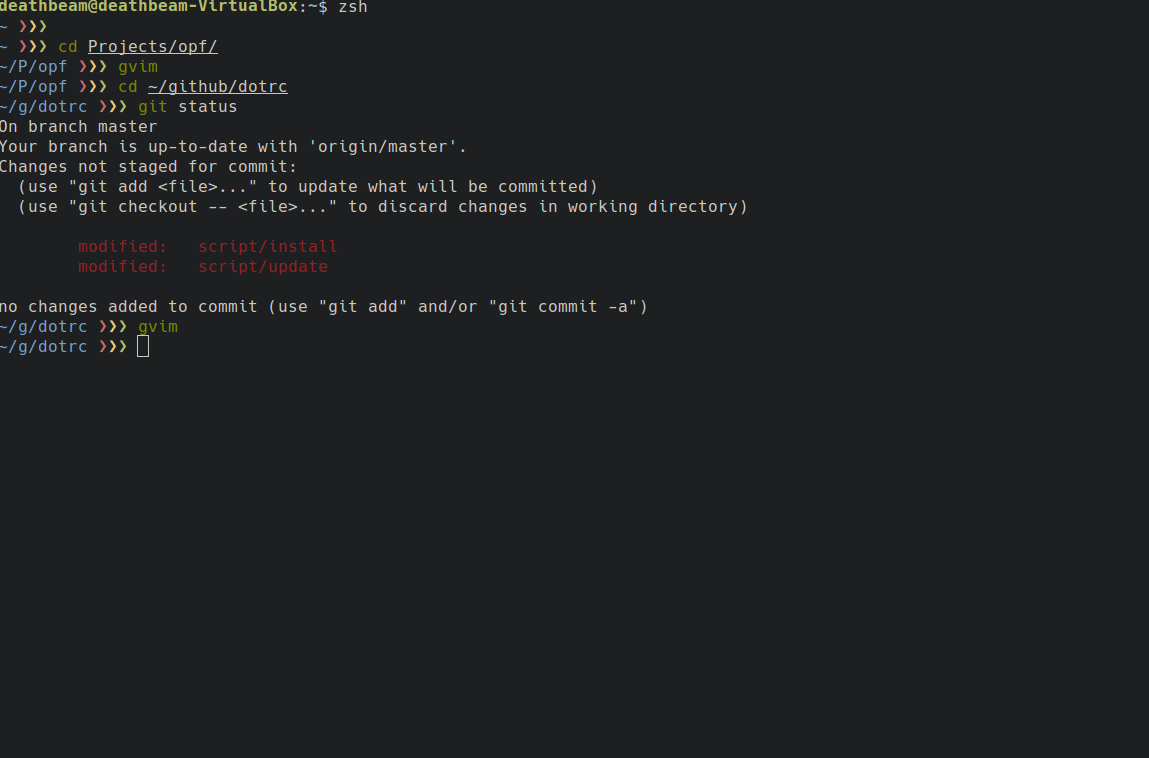 deathbeam@deathbeam-VirtualBox:~$ zsh
~ ❯❯❯
~ ❯❯❯ cd Projects/opf/
~/P/opf ❯❯❯ gvim
~/P/opf ❯❯❯ cd ~/github/dotrc
~/g/dotrc ❯❯❯ git status
On branch master
Your branch is up-to-date with 'origin/master'.
Changes not staged for commit:
  (use "git add <file>..." to update what will be committed)
  (use "git checkout -- <file>..." to discard changes in working directory)

        modified:   script/install
        modified:   script/update

no changes added to commit (use "git add" and/or "git commit -a")
~/g/dotrc ❯❯❯ gvim
~/g/dotrc ❯❯❯